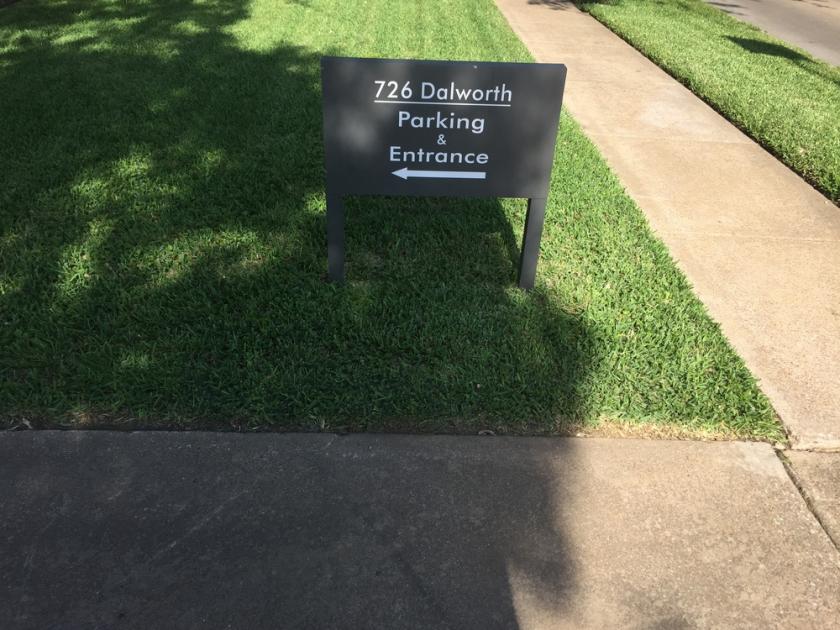 726 Dalworth
Parking
&
Entrance